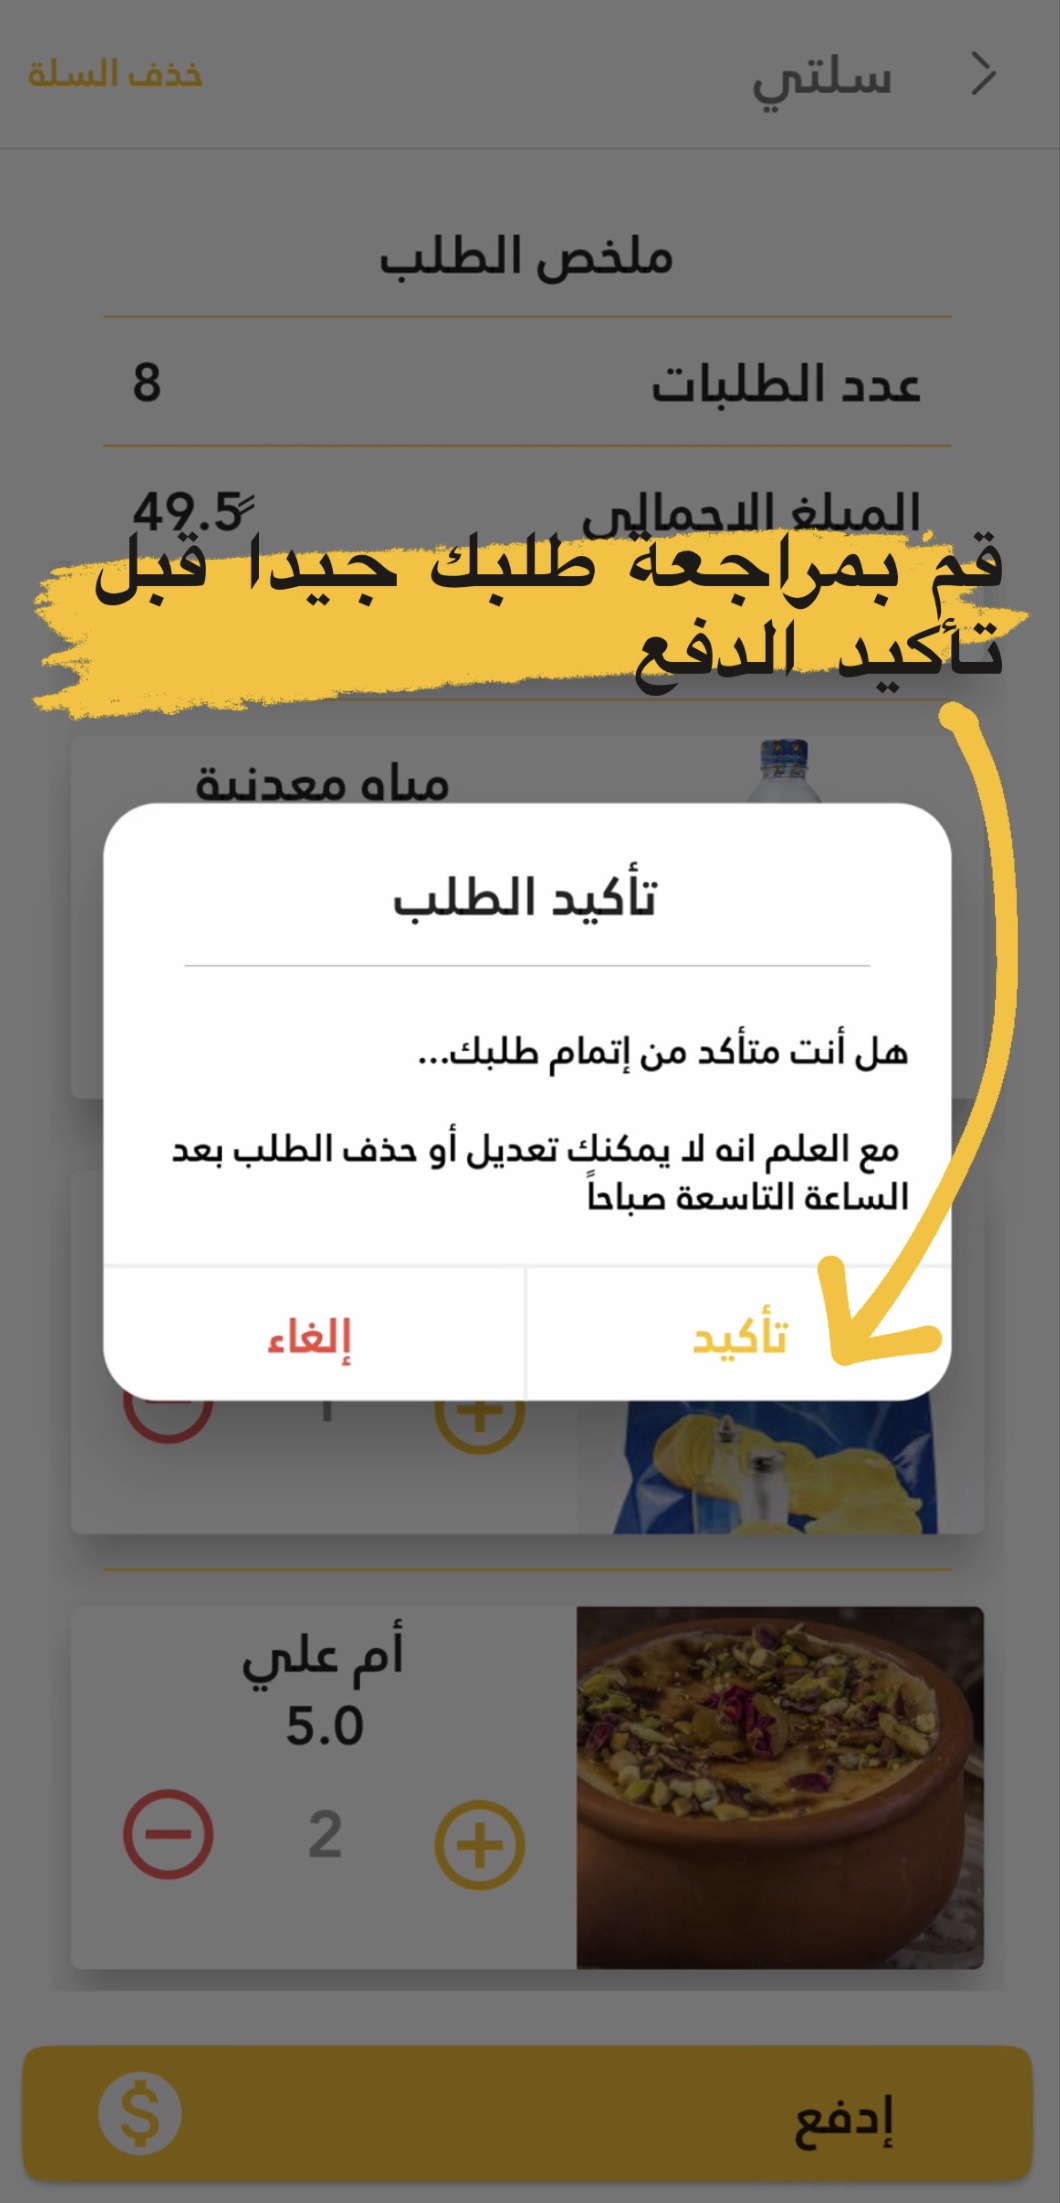 سلتي
خذف السلة
ملخص الطلب
عدد الطلبات 8
المبلغ الاجمالي 49.5
قم بمراجعة طلبك جيداً قبل
تأكيد الدفع
مياه معدنية
تأكيد الطلب
هل أنت متأكد من إتمام طلبك...
مع العلم انه لا يمكنك تعديل أو حذف الطلب بعد
الساعة التاسعة صباحاً
تأكيد
إلغاء
أم علي
5.0
2
إدفع